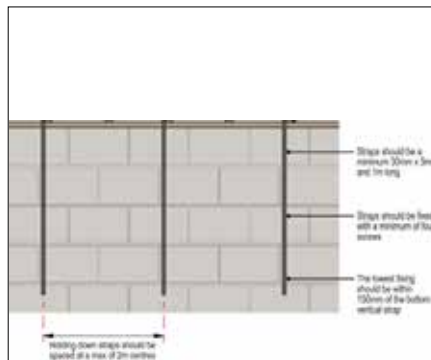 Straps should be a
minimum 30mm x 5mm
and 1m long
Straps should be fixed
with a minimum of four
screws
The lowest fixing
should be within
150mm of the bottom
vertical strap
Holding down straps should be
spaced at a max of 2m centres